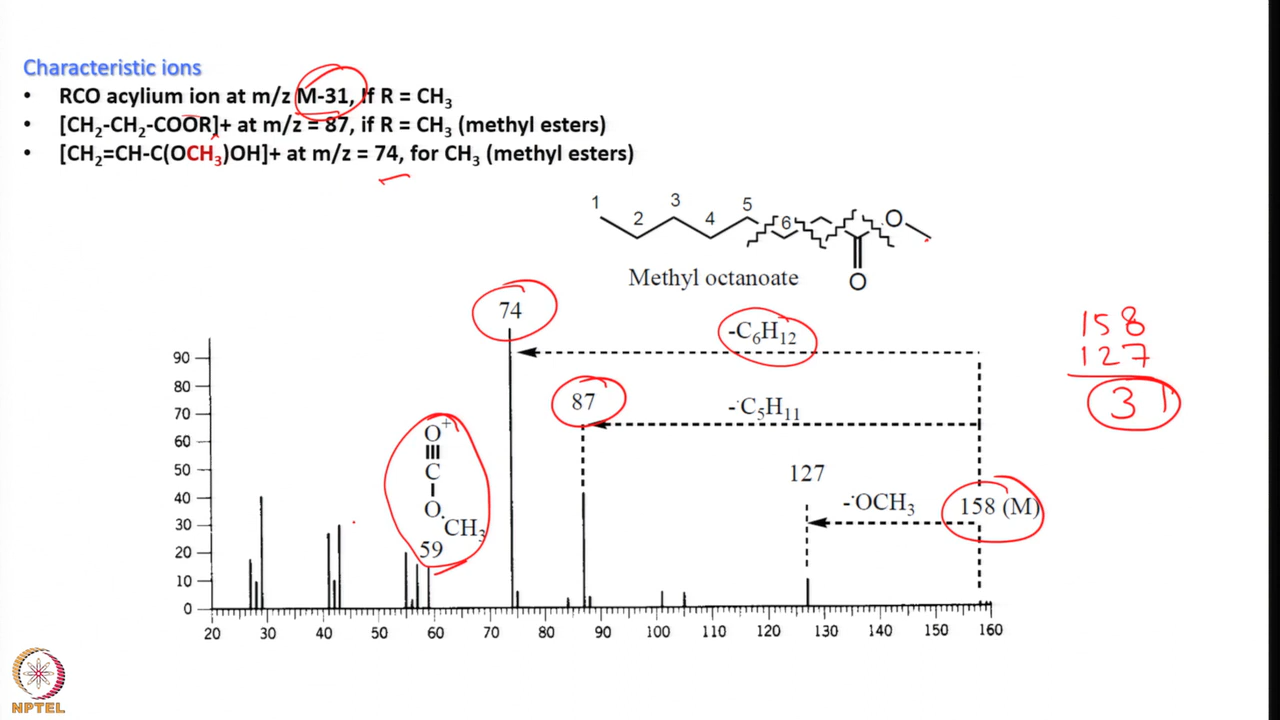 Characteristic ions
• RCO acylium ion at m/z M-31, if R = CH₃
• [CH₂-CH₂-COOR]+ at m/z = 87, if R = CH₃ (methyl esters)
• [CH₂=CH-C(OCH₃)OH]+ at m/z = 74, for CH₃ (methyl esters)
1 2 3 4 5 6 O
O
Methyl octanoate
74
-C₆H₁₂
158
127
31
87
-·C₅H₁₁
O⁺
C
O.
CH₃
59
127
-·OCH₃
158 (M)
90
80
70
60
50
40
30
20
10
0
20 30 40 50 60 70 80 90 100 110 120 130 140 150 160
NPTEL